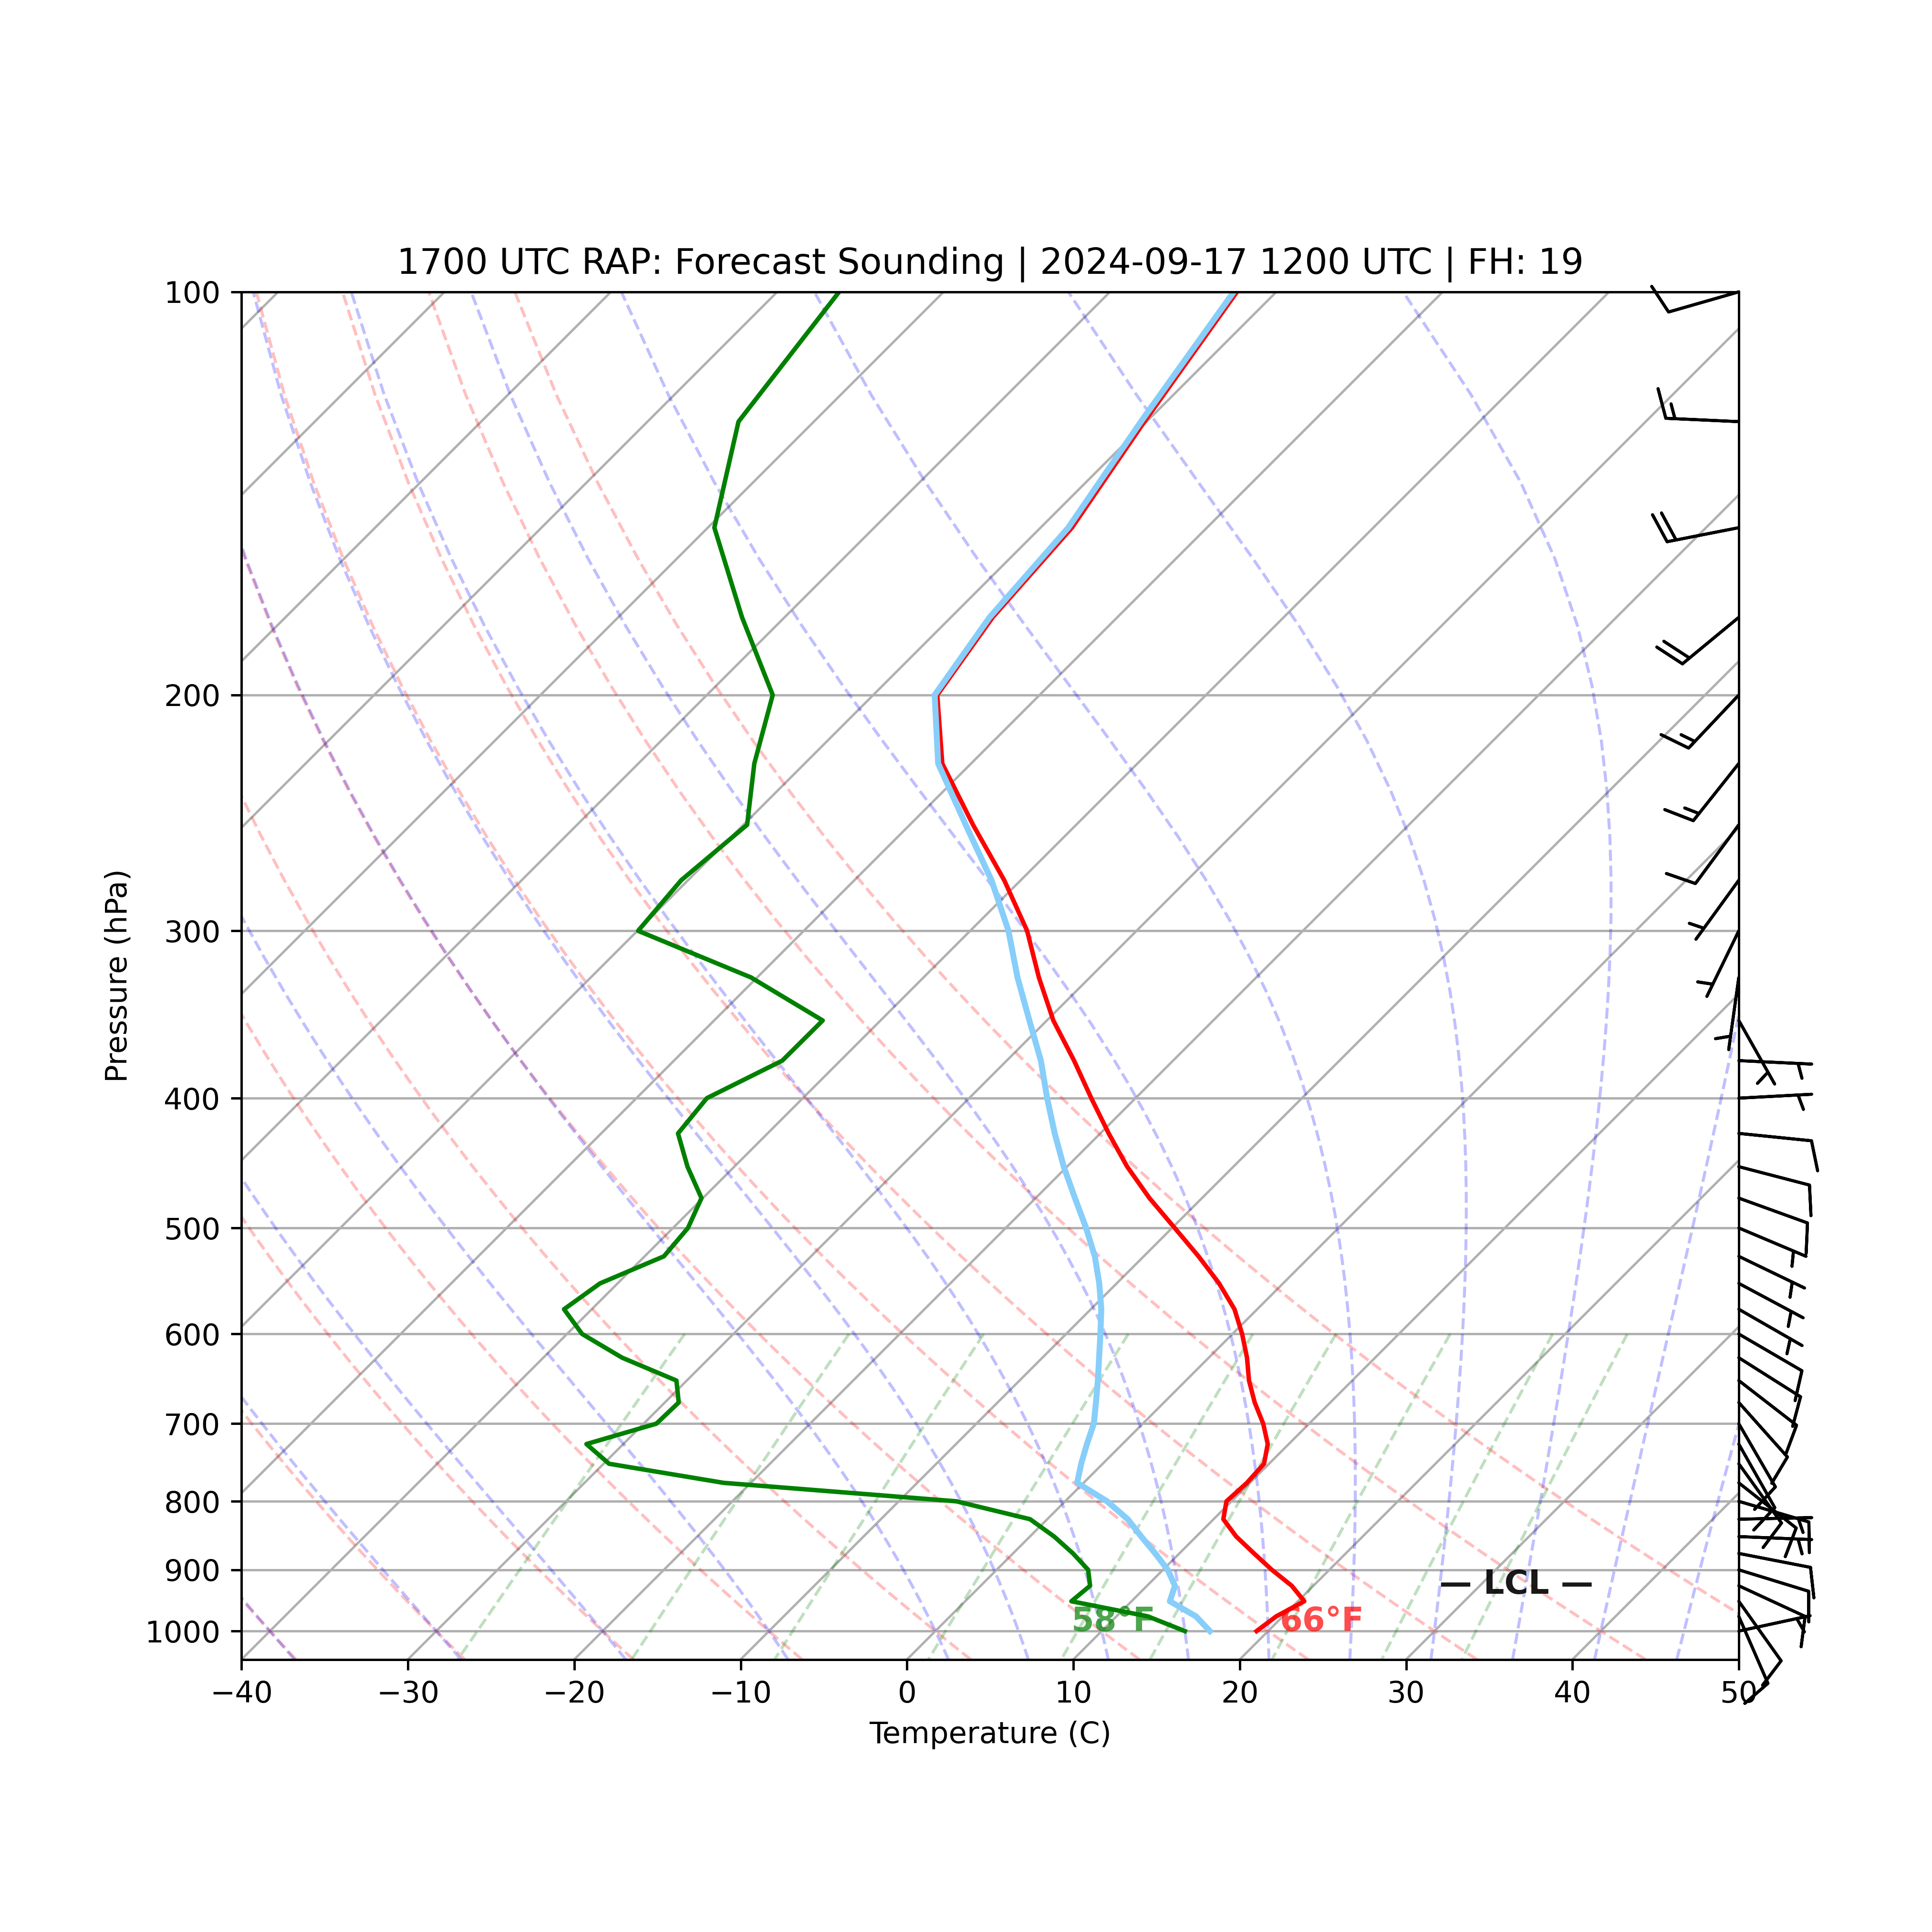 1700 UTC RAP: Forecast Sounding | 2024-09-17 1200 UTC | FH: 19
100
200
300
400
500
600
700
800
900
1000
Pressure (hPa)
— LCL —
58°F 66°F
−40 −30 −20 −10 0 10 20 30 40 50
Temperature (C)